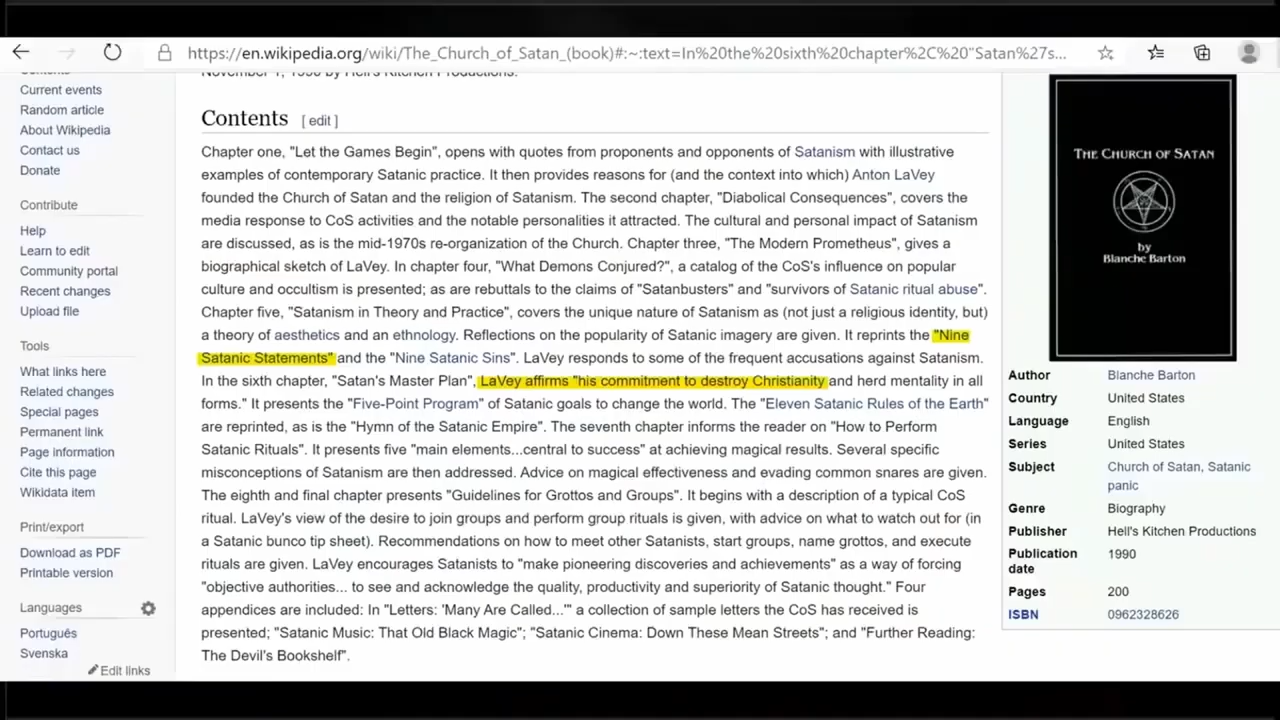 https://en.wikipedia.org/wiki/The_Church_of_Satan_(book)#:~:text=In%20the%20sixth%20chapter%2C%20"Satan%27s...
Contents
Current events
Random article
About Wikipedia
Contact us
Donate
Contribute
Help
Learn to edit
Community portal
Recent changes
Upload file
Tools
What links here
Related changes
Special pages
Permanent link
Page information
Cite this page
Wikidata item
Print/export
Download as PDF
Printable version
Languages
Português
Svenska
Edit links
November 1, 1990 by Hell's Kitchen Productions.
Contents [ edit ]
Chapter one, "Let the Games Begin", opens with quotes from proponents and opponents of Satanism with illustrative
examples of contemporary Satanic practice. It then provides reasons for (and the context into which) Anton LaVey
founded the Church of Satan and the religion of Satanism. The second chapter, "Diabolical Consequences", covers the
media response to CoS activities and the notable personalities it attracted. The cultural and personal impact of Satanism
are discussed, as is the mid-1970s re-organization of the Church. Chapter three, "The Modern Prometheus", gives a
biographical sketch of LaVey. In chapter four, "What Demons Conjured?", a catalog of the CoS's influence on popular
culture and occultism is presented; as are rebuttals to the claims of "Satanbusters" and "survivors of Satanic ritual abuse".
Chapter five, "Satanism in Theory and Practice", covers the unique nature of Satanism as (not just a religious identity, but)
a theory of aesthetics and an ethnology. Reflections on the popularity of Satanic imagery are given. It reprints the "Nine
Satanic Statements" and the "Nine Satanic Sins". LaVey responds to some of the frequent accusations against Satanism.
In the sixth chapter, "Satan's Master Plan", LaVey affirms "his commitment to destroy Christianity and herd mentality in all
forms." It presents the "Five-Point Program" of Satanic goals to change the world. The "Eleven Satanic Rules of the Earth"
are reprinted, as is the "Hymn of the Satanic Empire". The seventh chapter informs the reader on "How to Perform
Satanic Rituals". It presents five "main elements...central to success" at achieving magical results. Several specific
misconceptions of Satanism are then addressed. Advice on magical effectiveness and evading common snares are given.
The eighth and final chapter presents "Guidelines for Grottos and Groups". It begins with a description of a typical CoS
ritual. LaVey's view of the desire to join groups and perform group rituals is given, with advice on what to watch out for (in
a Satanic bunco tip sheet). Recommendations on how to meet other Satanists, start groups, name grottos, and execute
rituals are given. LaVey encourages Satanists to "make pioneering discoveries and achievements" as a way of forcing
"objective authorities... to see and acknowledge the quality, productivity and superiority of Satanic thought." Four
appendices are included: In "Letters: 'Many Are Called...'" a collection of sample letters the CoS has received is
presented; "Satanic Music: That Old Black Magic"; "Satanic Cinema: Down These Mean Streets"; and "Further Reading:
The Devil's Bookshelf".
THE CHURCH OF SATAN
by
Blanche Barton
Author Blanche Barton
Country United States
Language English
Series United States
Subject Church of Satan, Satanic
panic
Genre Biography
Publisher Hell's Kitchen Productions
Publication 1990
date
Pages 200
ISBN 0962328626